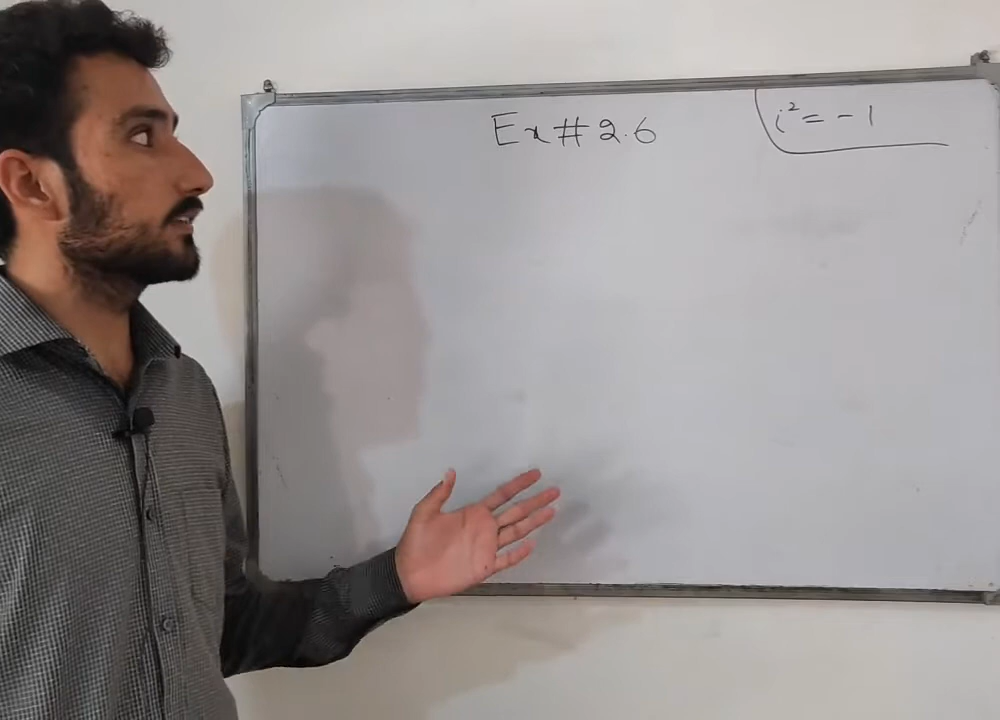 Ex # 2.6
i² = -1